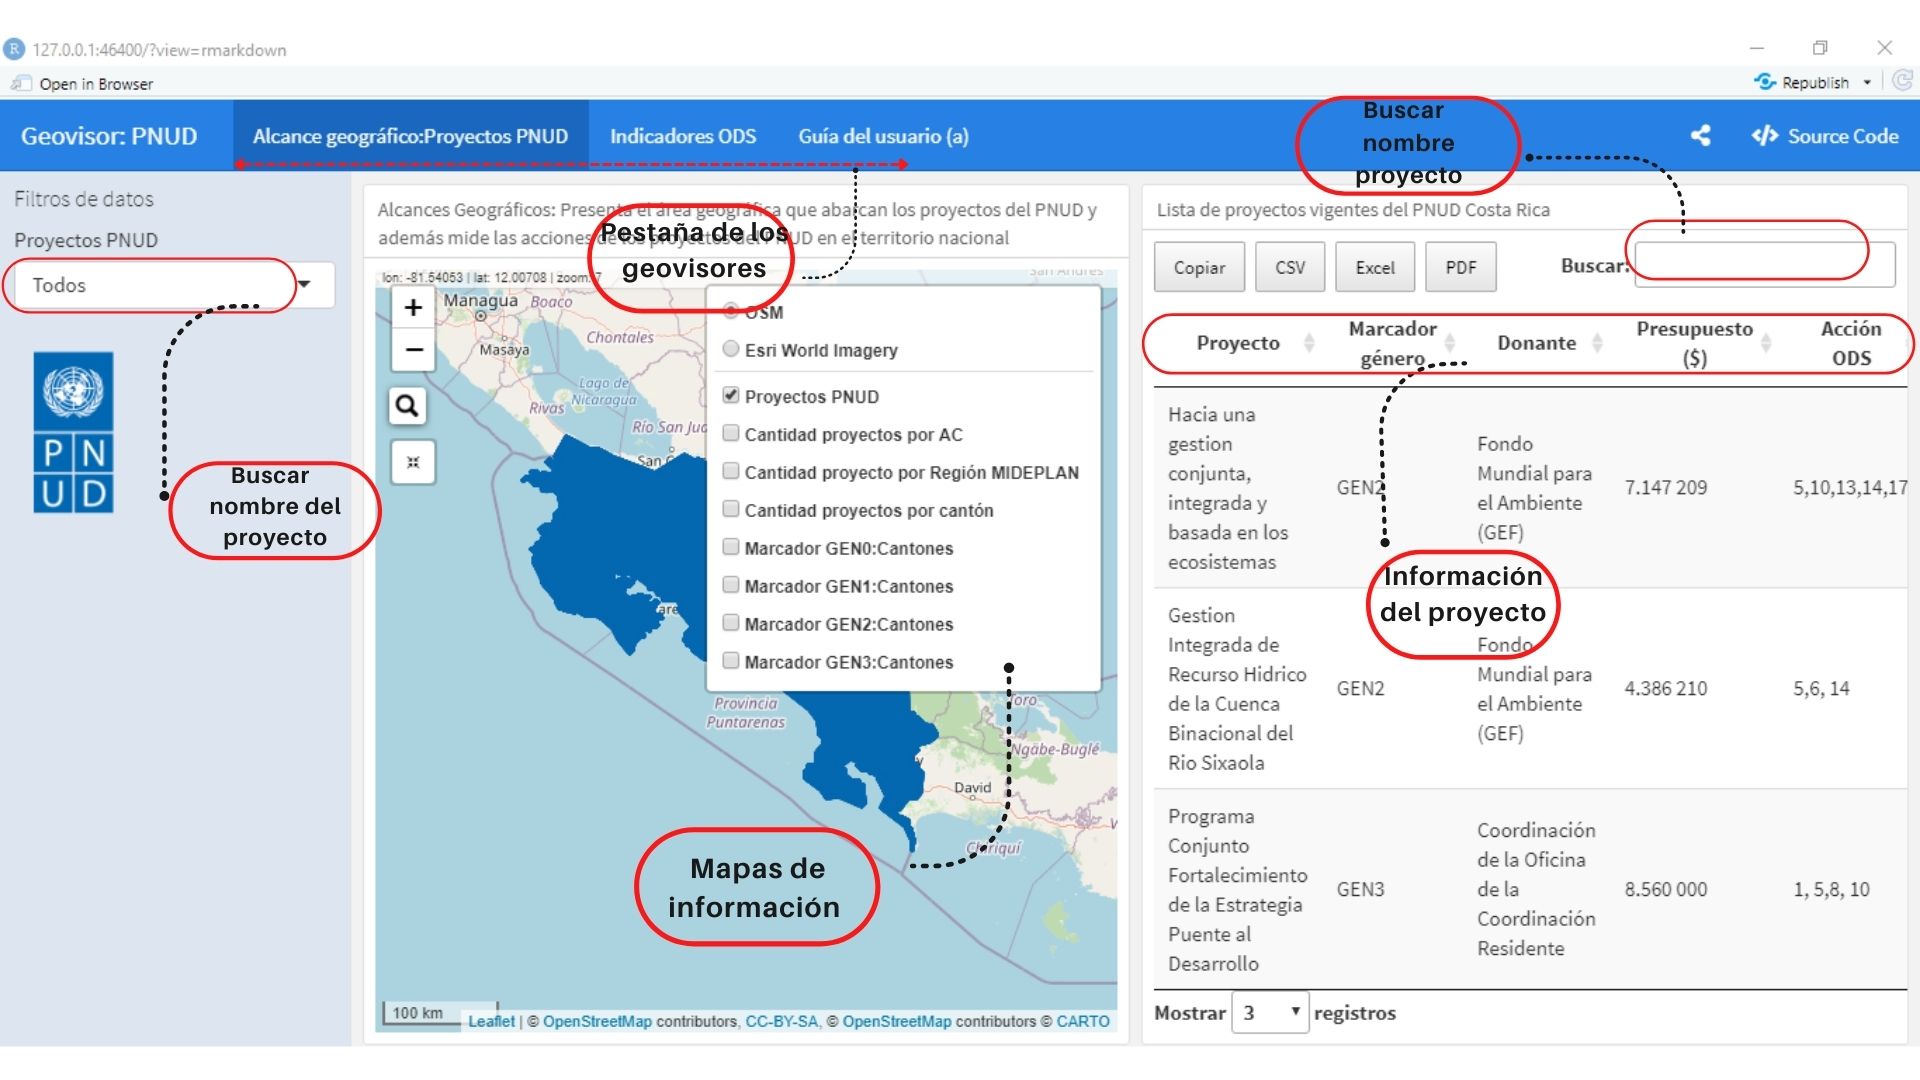 127.0.0.1:46400/?view=rmarkdown
Open in Browser
Republish
Geovisor: PNUD
Alcance geográfico:Proyectos PNUD
Indicadores ODS
Guía del usuario (a)
Source Code
Buscar
nombre
proyecto
Filtros de datos
Proyectos PNUD
Todos
P N
U D
Buscar
nombre del
proyecto
Alcances Geográficos: Presenta el área geográfica que abarcan los proyectos del PNUD y
además mide las acciones de los proyectos del PNUD en el territorio nacional
Pestaña de los
geovisores
lon: -81.54053 | lat: 12.00708 | zoom: 7
San Andrés
+
−
Managua
Boaco
Masaya
Chontales
Lago de
Nicaragua
Rivas
Río San Jua
San C
are
OSM
Esri World Imagery
Proyectos PNUD
Cantidad proyectos por AC
Cantidad proyecto por Región MIDEPLAN
Cantidad proyectos por cantón
Marcador GEN0:Cantones
Marcador GEN1:Cantones
Marcador GEN2:Cantones
Marcador GEN3:Cantones
Provincia
Puntarenas
Toro
Ngäbe-Buglé
David
Chiriquí
Mapas de
información
100 km
Leaflet | © OpenStreetMap contributors, CC-BY-SA, © OpenStreetMap contributors © CARTO
Lista de proyectos vigentes del PNUD Costa Rica
Copiar
CSV
Excel
PDF
Buscar:
Proyecto
Marcador
género
Donante
Presupuesto
($)
Acción
ODS
Hacia una
gestion
conjunta,
integrada y
basada en los
ecosistemas
GEN2
Fondo
Mundial para
el Ambiente
(GEF)
7.147 209
5,10,13,14,17
Información
del proyecto
Gestion
Integrada de
Recurso Hidrico
de la Cuenca
Binacional del
Rio Sixaola
GEN2
Fondo
Mundial para
el Ambiente
(GEF)
4.386 210
5,6, 14
Programa
Conjunto
Fortalecimiento
de la Estrategia
Puente al
Desarrollo
GEN3
Coordinación
de la Oficina
de la
Coordinación
Residente
8.560 000
1, 5,8, 10
Mostrar 3 registros